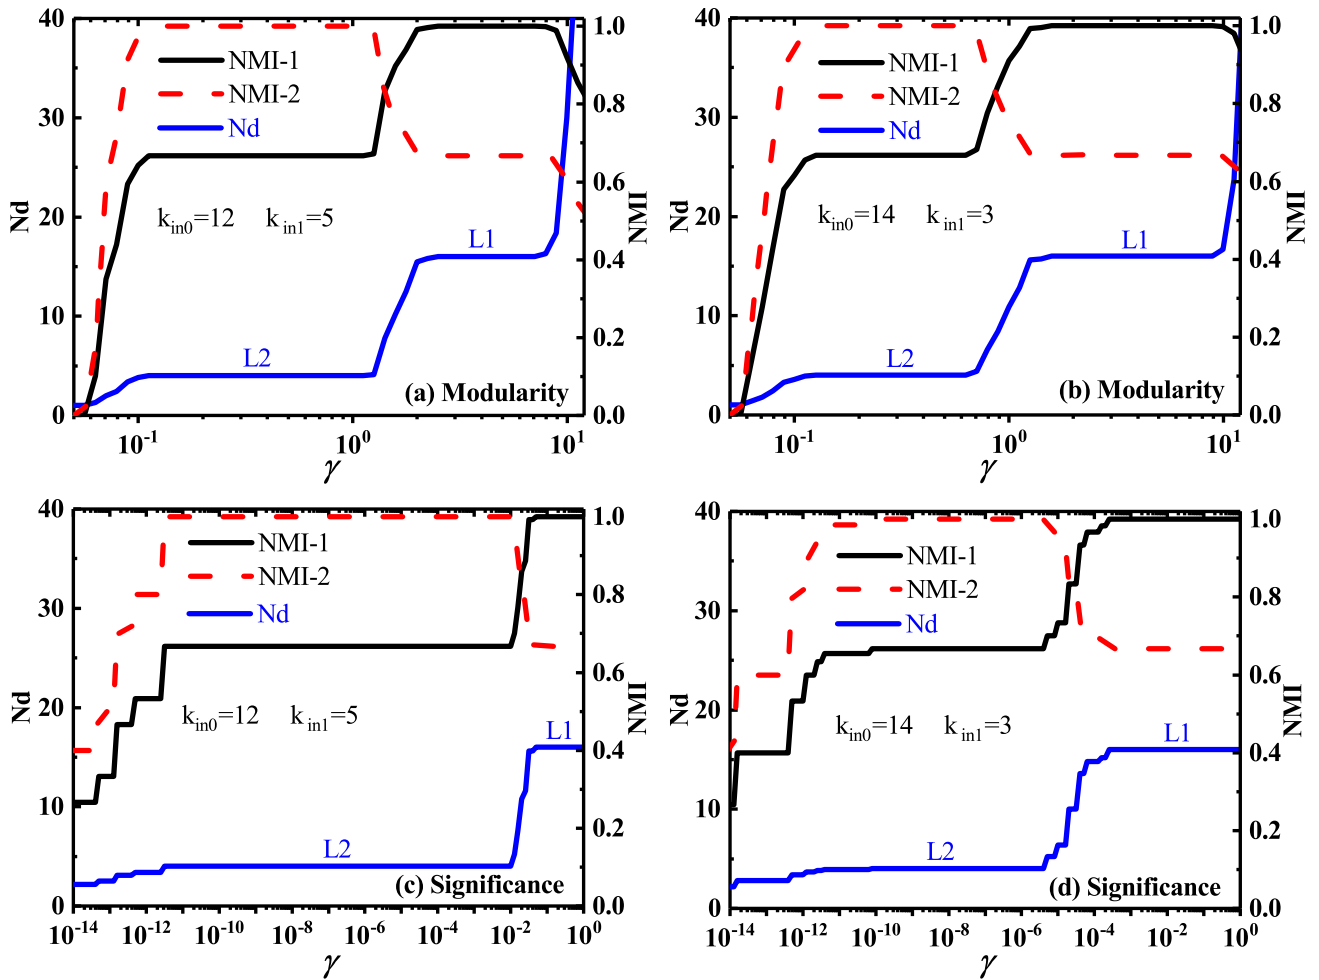 40
30
20
10
0
Nd
1.0
0.8
0.6
0.4
0.2
0.0
NMI
NMI-1
NMI-2
Nd
k_in0=12 k_in1=5
L1
L2
(a) Modularity
10^-1 10^0 10^1
γ
40
30
20
10
0
Nd
1.0
0.8
0.6
0.4
0.2
0.0
NMI
NMI-1
NMI-2
Nd
k_in0=14 k_in1=3
L1
L2
(b) Modularity
10^-1 10^0 10^1
γ
40
30
20
10
0
Nd
1.0
0.8
0.6
0.4
0.2
0.0
NMI
NMI-1
NMI-2
Nd
k_in0=12 k_in1=5
L1
L2
(c) Significance
10^-14 10^-12 10^-10 10^-8 10^-6 10^-4 10^-2 10^0
γ
40
30
20
10
0
Nd
1.0
0.8
0.6
0.4
0.2
0.0
NMI
NMI-1
NMI-2
Nd
k_in0=14 k_in1=3
L1
L2
(d) Significance
10^-14 10^-12 10^-10 10^-8 10^-6 10^-4 10^-2 10^0
γ